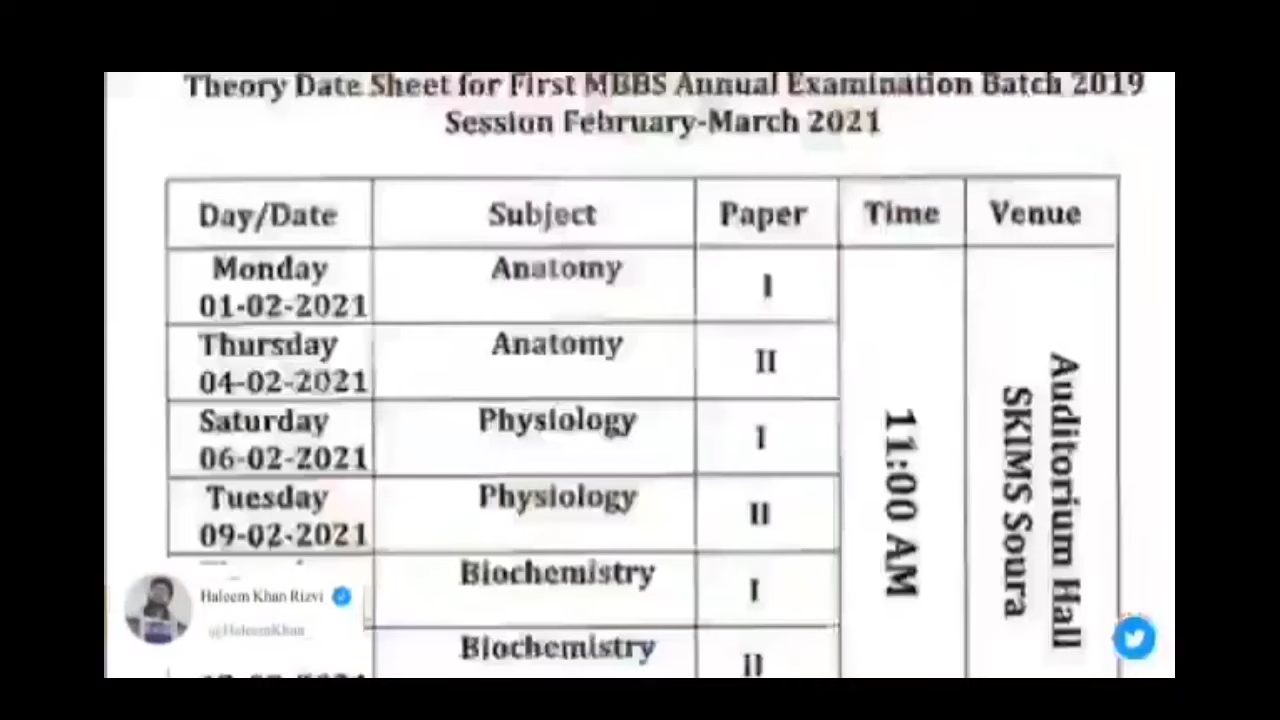 Theory Date Sheet for First MBBS Annual Examination Batch 2019
Session February-March 2021
Day/Date Subject Paper Time Venue
Monday
01-02-2021
Anatomy
I
Thursday
04-02-2021
Anatomy
II
Saturday
06-02-2021
Physiology
I
Tuesday
09-02-2021
Physiology
II
Biochemistry
I
Biochemistry
II
11:00 AM
Auditorium Hall
SKIMS Soura
Haleem Khan Rizvi
@HaleemKhan_